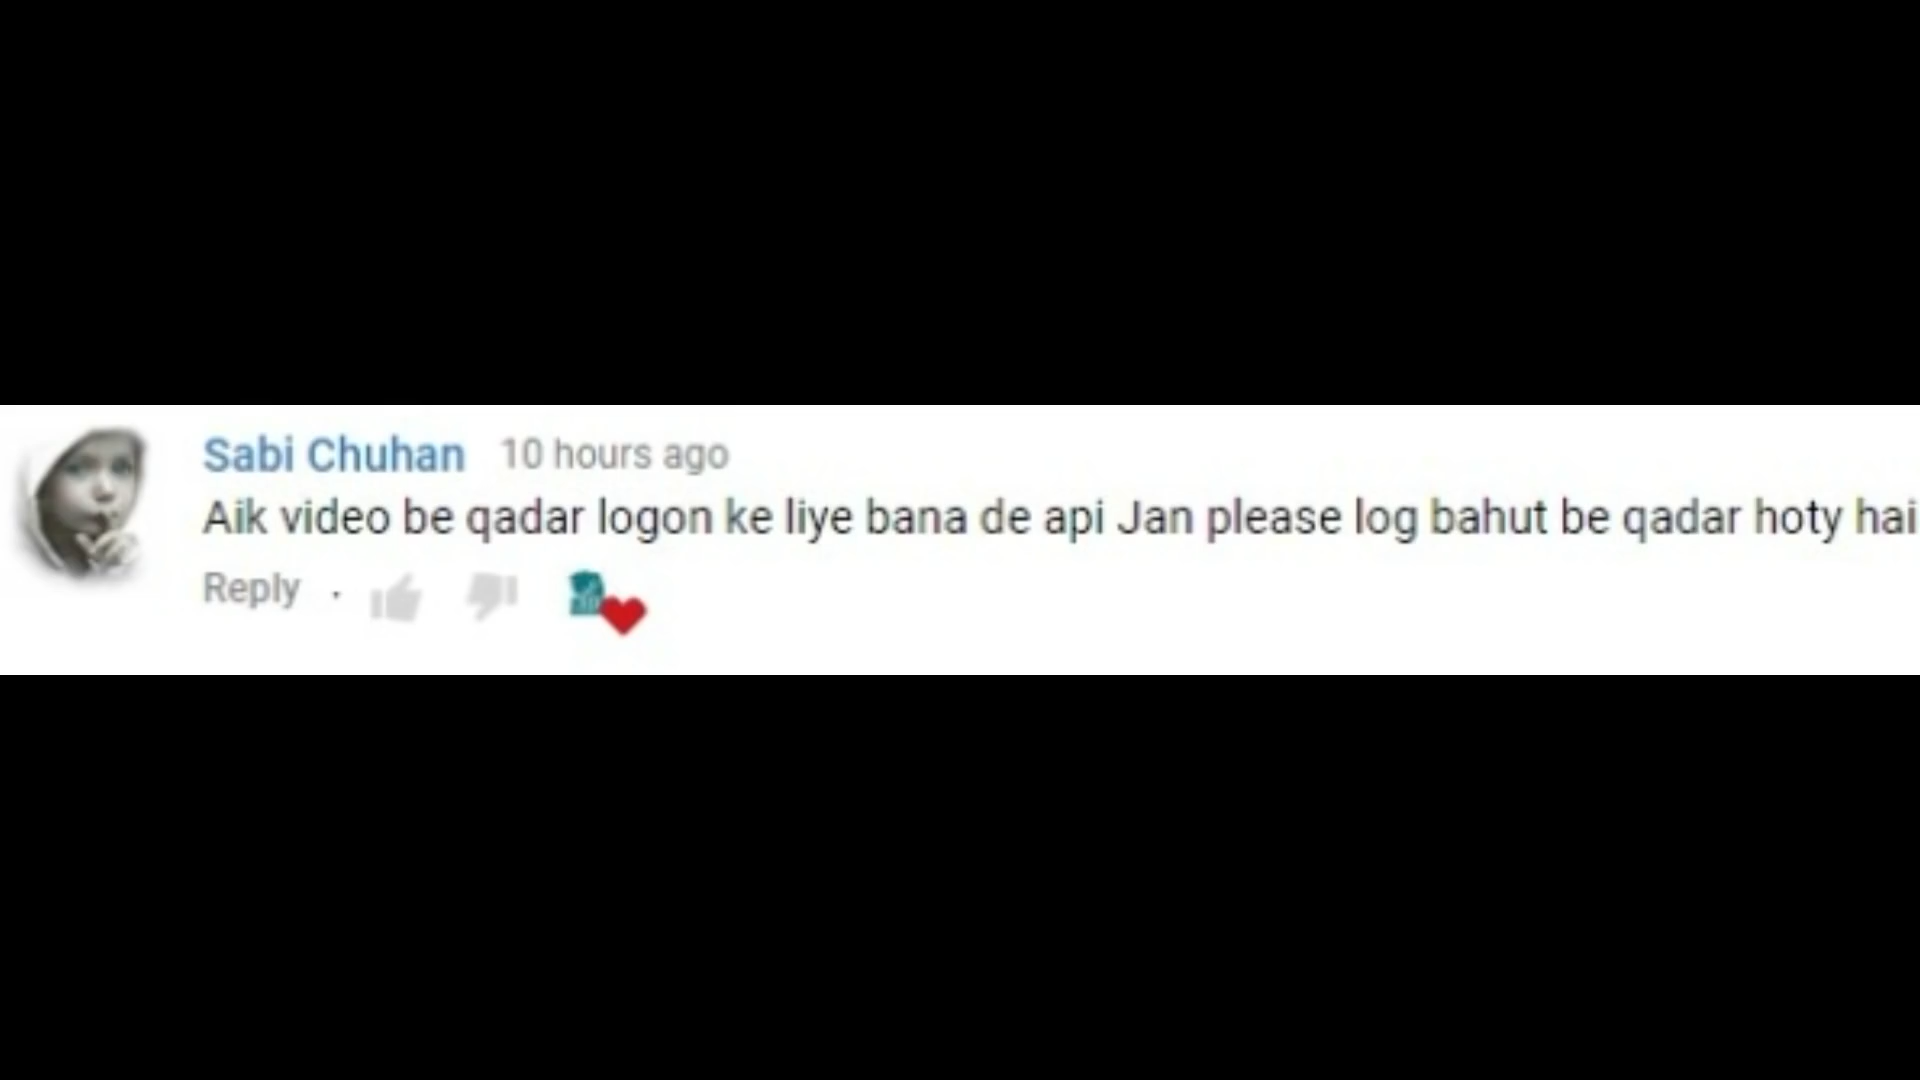 Sabi Chuhan 10 hours ago
Aik video be qadar logon ke liye bana de api Jan please log bahut be qadar hoty hai
Reply ·